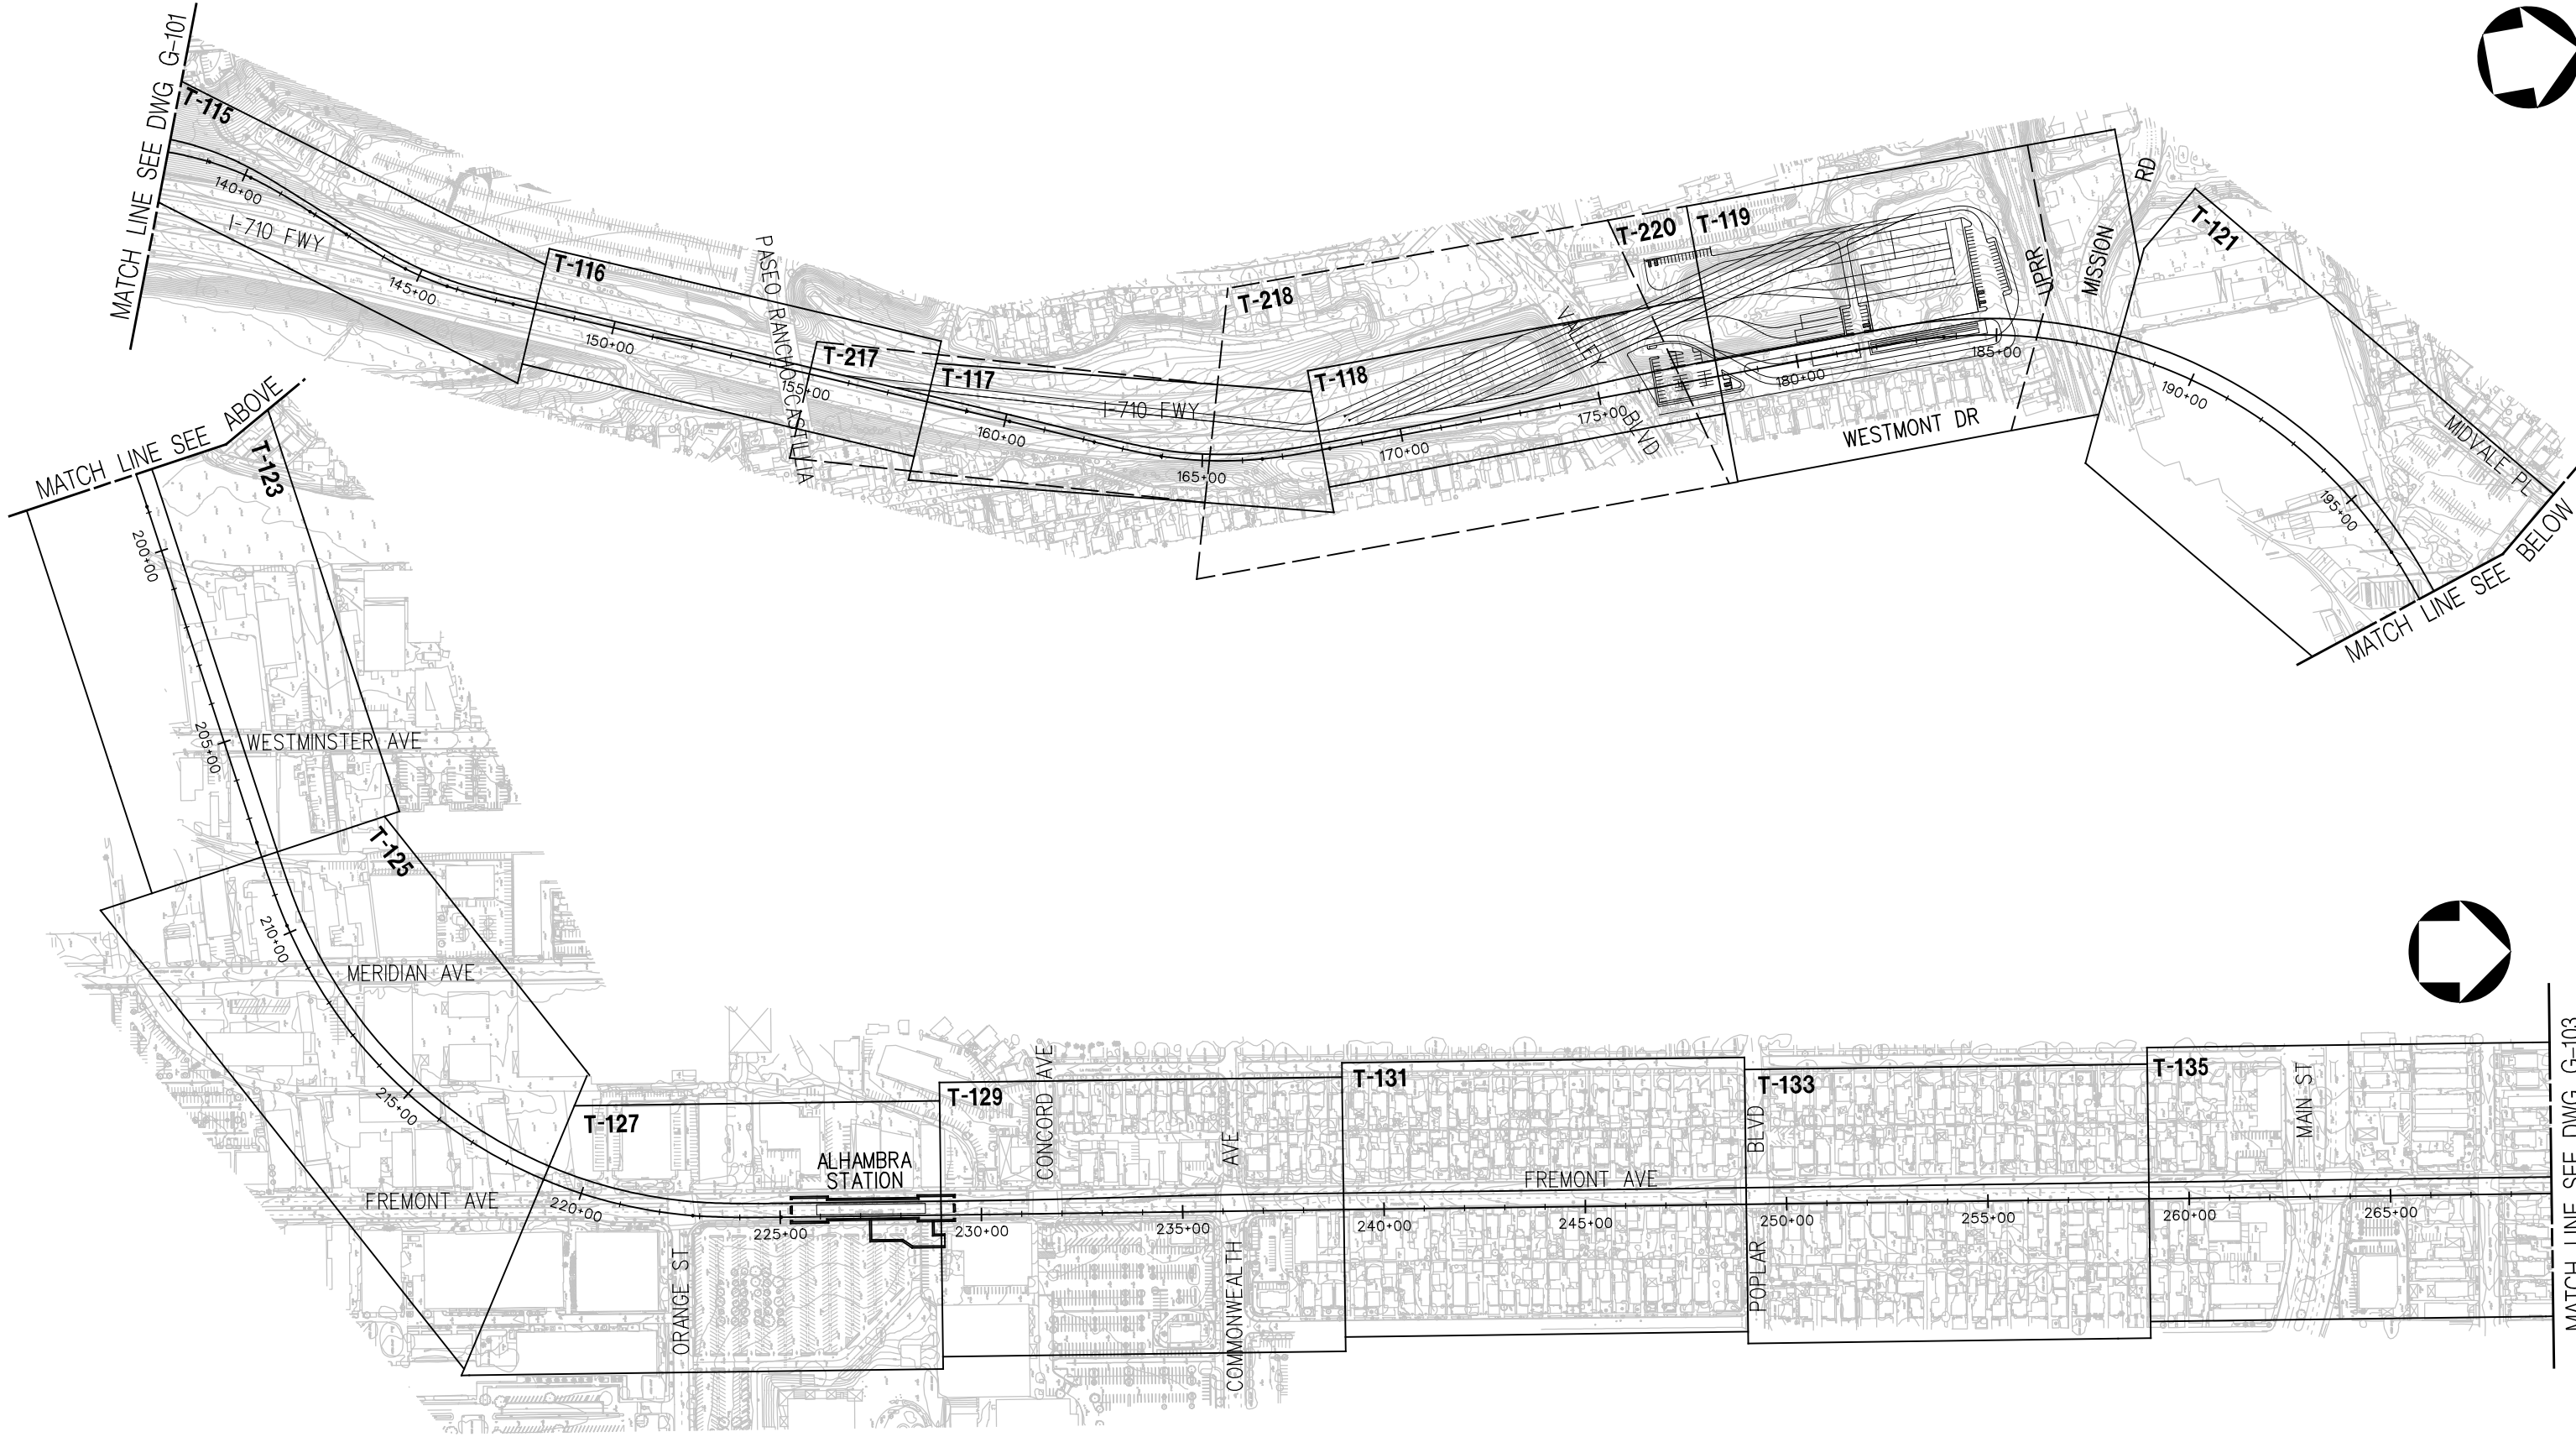 MATCH LINE SEE DWG G-101
T-115
140+00
I-710 FWY
145+00
T-116
150+00
PASEO RANCHO CASTILLIA
155+00
T-217
T-117
160+00
I-710 FWY
165+00
T-218
T-118
170+00
175+00
VALLEY BLVD
T-220
T-119
180+00
185+00
WESTMONT DR
UPRR
MISSION RD
T-121
190+00
195+00
MIDVALE PL
MATCH LINE SEE BELOW
MATCH LINE SEE ABOVE
T-123
200+00
205+00
WESTMINSTER AVE
T-125
210+00
MERIDIAN AVE
215+00
FREMONT AVE
220+00
T-127
ORANGE ST
225+00
ALHAMBRA
STATION
T-129
230+00
CONCORD AVE
235+00
COMMONWEALTH AVE
T-131
240+00
245+00
FREMONT AVE
T-133
250+00
POPLAR BLVD
255+00
T-135
260+00
MAIN ST
265+00
MATCH LINE SEE DWG G-103